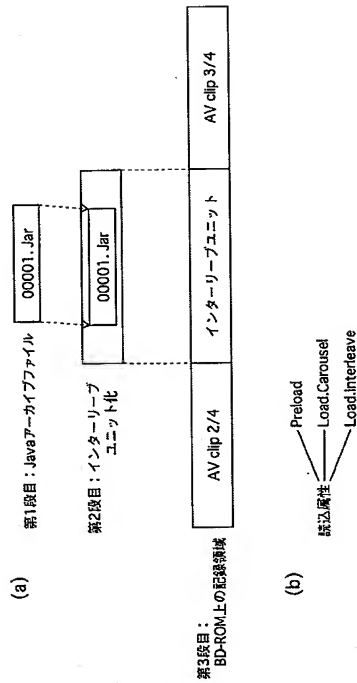 (a)
第1段目：Javaアーカイブファイル
00001. Jar
第2段目：インターリーブ
ユニット化
00001. Jar
第3段目：
BD-ROM上の記録領域
AV clip 2/4
インターリーブユニット
AV clip 3/4
(b)
読込属性
Preload
Load.Carousel
Load.Interleave